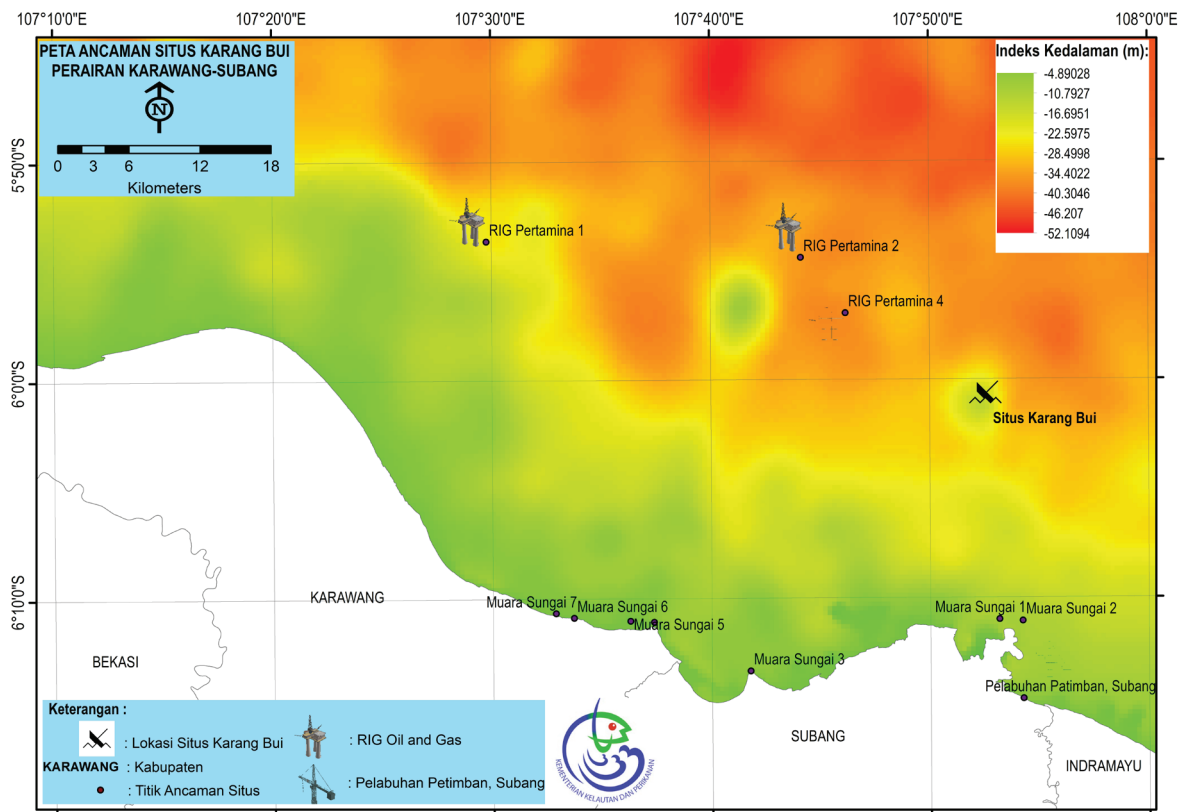 107°10'0"E 107°20'0"E 107°30'0"E 107°40'0"E 107°50'0"E 108°0'0"E
PETA ANCAMAN SITUS KARANG BUI
PERAIRAN KARAWANG-SUBANG
N
0 3 6 12 18
Kilometers
Indeks Kedalaman (m):
-4.89028
-10.7927
-16.6951
-22.5975
-28.4998
-34.4022
-40.3046
-46.207
-52.1094
5°50'0"S
6°0'0"S
6°10'0"S
RIG Pertamina 1
RIG Pertamina 2
RIG Pertamina 4
Situs Karang Bui
KARAWANG
BEKASI
Muara Sungai 7
Muara Sungai 6
Muara Sungai 5
Muara Sungai 3
Muara Sungai 1
Muara Sungai 2
Pelabuhan Patimban, Subang
SUBANG
INDRAMAYU
Keterangan :
: Lokasi Situs Karang Bui
KARAWANG : Kabupaten
: Titik Ancaman Situs
: RIG Oil and Gas
: Pelabuhan Petimban, Subang
KEMENTERIAN KELAUTAN DAN PERIKANAN